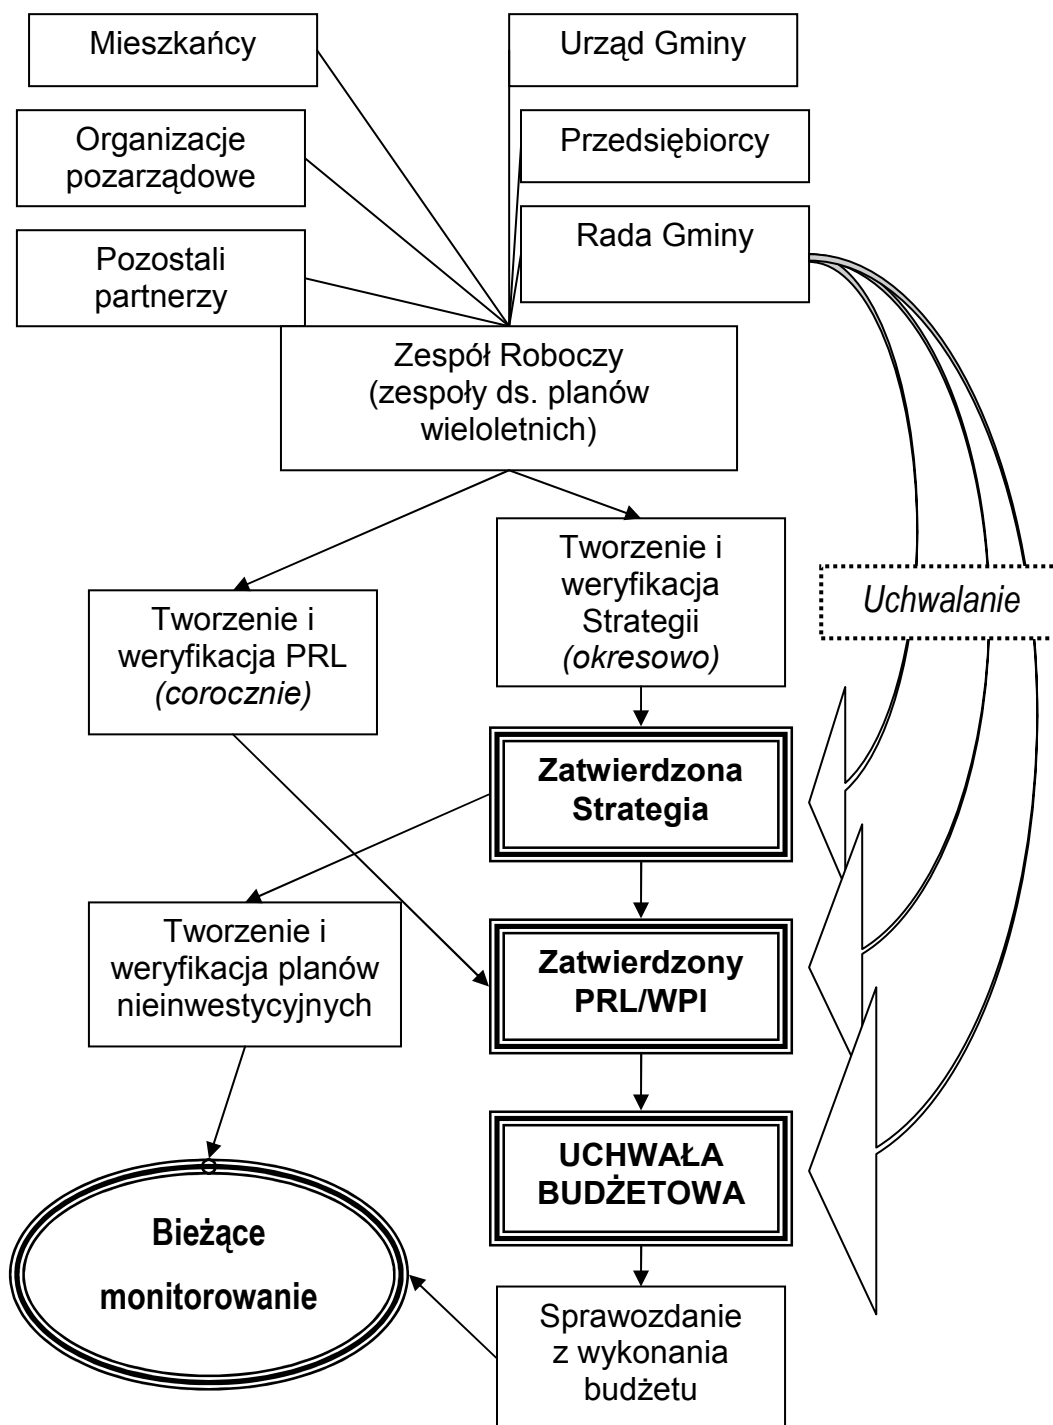 Mieszkańcy
Urząd Gminy
Organizacje
pozarządowe
Przedsiębiorcy
Pozostali
partnerzy
Rada Gminy
Zespół Roboczy
(zespoły ds. planów
wieloletnich)
Tworzenie i
weryfikacja PRL
(corocznie)
Tworzenie i
weryfikacja
Strategii
(okresowo)
Uchwalanie
Zatwierdzona
Strategia
Tworzenie i
weryfikacja planów
nieinwestycyjnych
Zatwierdzony
PRL/WPI
UCHWAŁA
BUDŻETOWA
Bieżące
monitorowanie
Sprawozdanie
z wykonania
budżetu